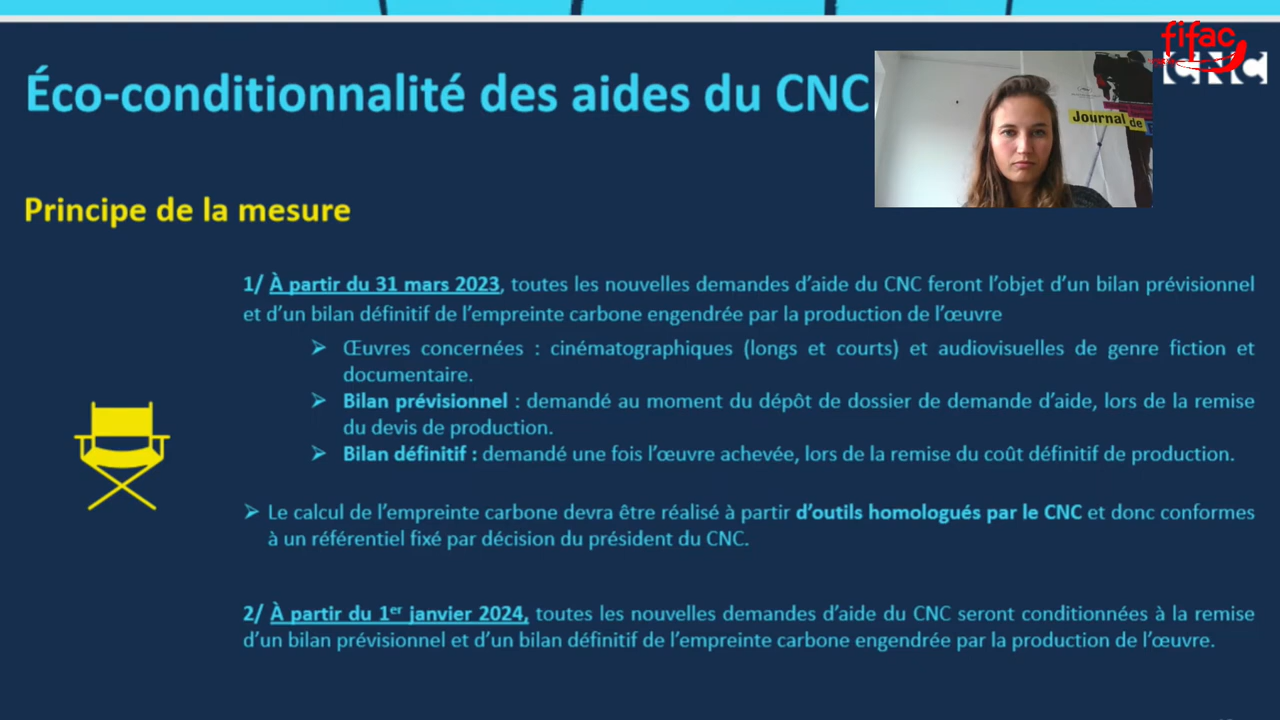 fifac
CNC
Éco-conditionnalité des aides du CNC
Journal de
Principe de la mesure
1/ À partir du 31 mars 2023, toutes les nouvelles demandes d'aide du CNC feront l'objet d'un bilan prévisionnel
et d'un bilan définitif de l'empreinte carbone engendrée par la production de l'œuvre
➢ Œuvres concernées : cinématographiques (longs et courts) et audiovisuelles de genre fiction et
documentaire.
➢ Bilan prévisionnel : demandé au moment du dépôt de dossier de demande d'aide, lors de la remise
du devis de production.
➢ Bilan définitif : demandé une fois l'œuvre achevée, lors de la remise du coût définitif de production.
➢ Le calcul de l'empreinte carbone devra être réalisé à partir d'outils homologués par le CNC et donc conformes
à un référentiel fixé par décision du président du CNC.
2/ À partir du 1er janvier 2024, toutes les nouvelles demandes d'aide du CNC seront conditionnées à la remise
d'un bilan prévisionnel et d'un bilan définitif de l'empreinte carbone engendrée par la production de l'œuvre.